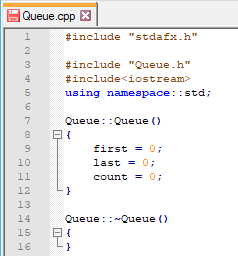 Queue.cpp
1 #include "stdafx.h"
2
3 #include "Queue.h"
4 #include<iostream>
5 using namespace::std;
6
7 Queue::Queue()
8 {
9 first = 0;
10 last = 0;
11 count = 0;
12 }
13
14 Queue::~Queue()
15 {
16 }